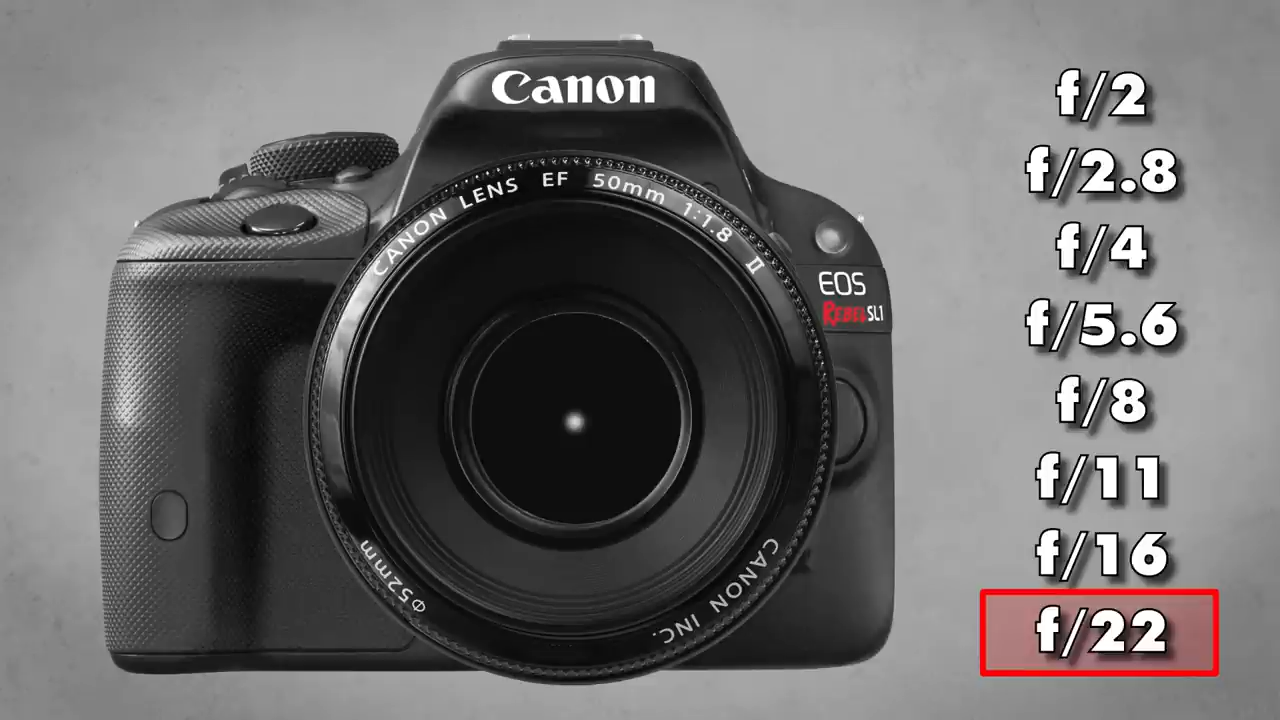 Canon
CANON LENS EF 50mm 1:1.8 II
EOS
REBEL SL1
Φ52mm
CANON INC.
f/2
f/2.8
f/4
f/5.6
f/8
f/11
f/16
f/22